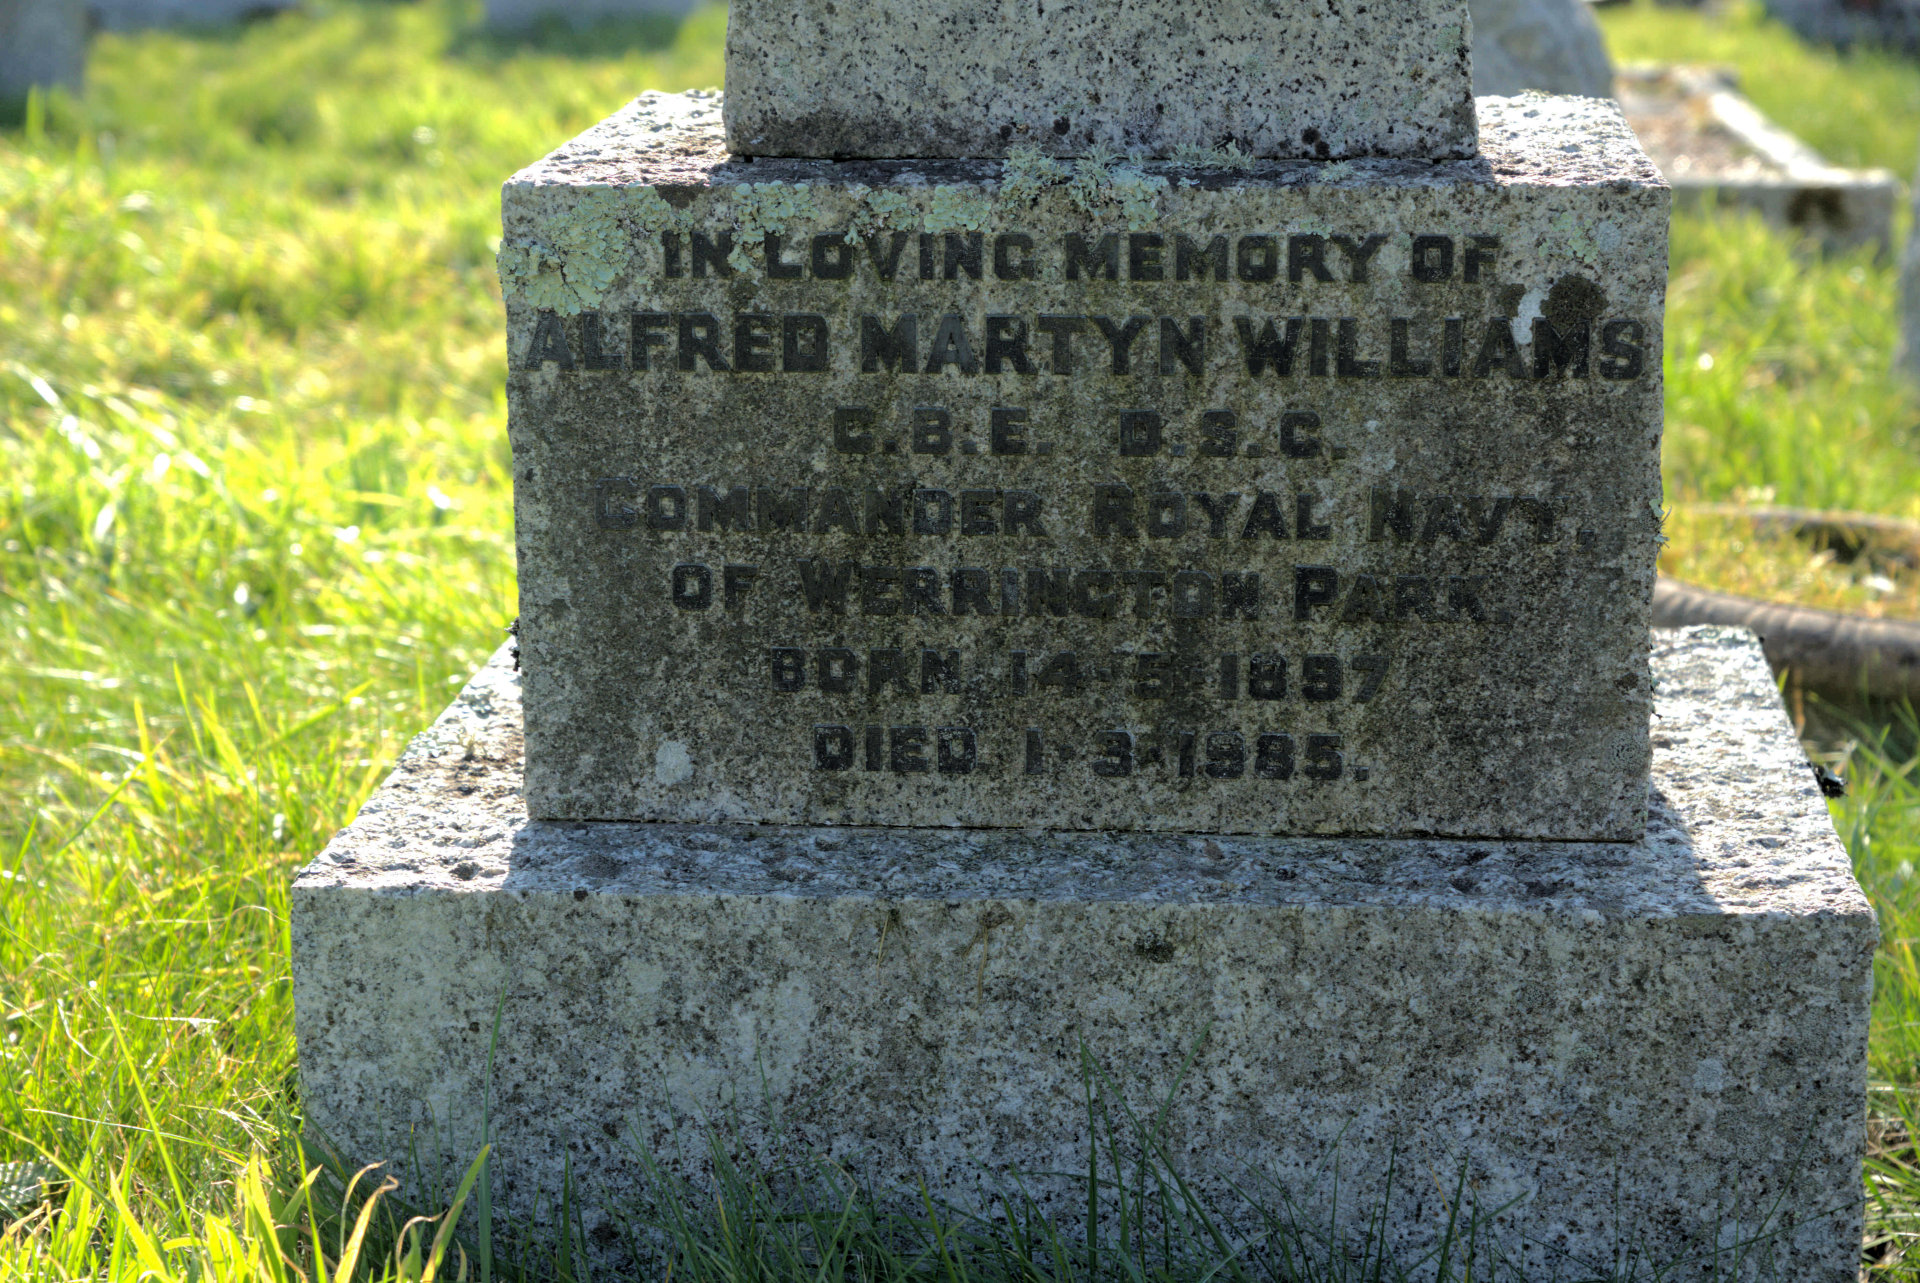 IN LOVING MEMORY OF
ALFRED MARTYN WILLIAMS
C.B.E. D.S.C.
COMMANDER ROYAL NAVY.
OF WERRINGTON PARK.
BORN 14·5·1897
DIED 1·3·1985.